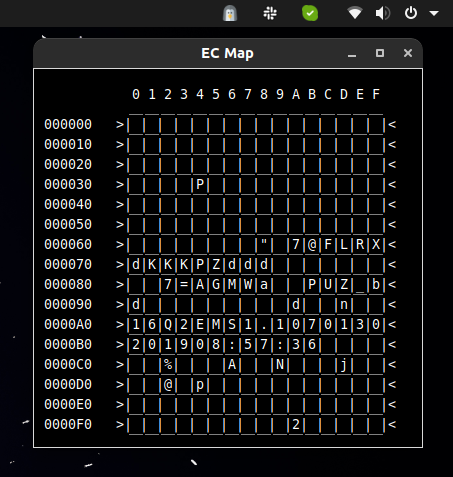 EC Map
0 1 2 3 4 5 6 7 8 9 A B C D E F
000000 >|_|_|_|_|_|_|_|_|_|_|_|_|_|_|_|_|<
000010 >|_|_|_|_|_|_|_|_|_|_|_|_|_|_|_|_|<
000020 >|_|_|_|_|_|_|_|_|_|_|_|_|_|_|_|_|<
000030 >|_|_|_|_|P|_|_|_|_|_|_|_|_|_|_|_|<
000040 >|_|_|_|_|_|_|_|_|_|_|_|_|_|_|_|_|<
000050 >|_|_|_|_|_|_|_|_|_|_|_|_|_|_|_|_|<
000060 >|_|_|_|_|_|_|_|_|"|_|7|@|F|L|R|X|<
000070 >|d|K|K|K|P|Z|d|d|d|_|_|_|_|_|_|_|<
000080 >|_|_|7|=|A|G|M|W|a|_|_|P|U|Z|_|b|<
000090 >|d|_|_|_|_|_|_|_|_|_|d|_|_|n|_|_|<
0000A0 >|1|6|Q|2|E|M|S|1|.|1|0|7|0|1|3|0|<
0000B0 >|2|0|1|9|0|8|:|5|7|:|3|6|_|_|_|_|<
0000C0 >|_|_|%|_|_|_|A|_|_|N|_|_|_|j|_|_|<
0000D0 >|_|_|@|_|p|_|_|_|_|_|_|_|_|_|_|_|<
0000E0 >|_|_|_|_|_|_|_|_|_|_|_|_|_|_|_|_|<
0000F0 >|_|_|_|_|_|_|_|_|_|_|2|_|_|_|_|_|<